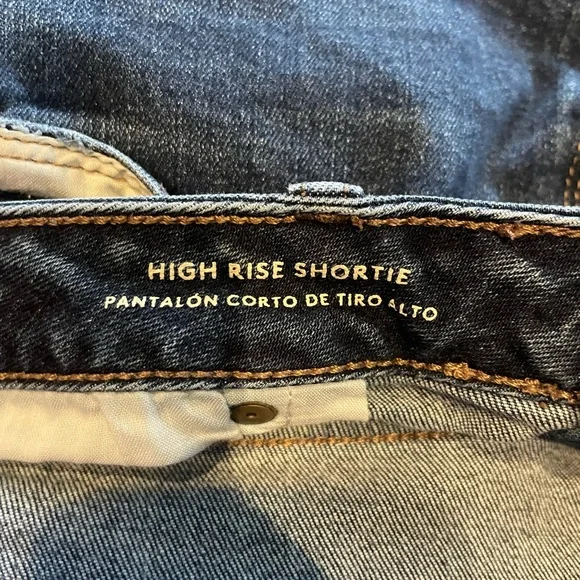 HIGH RISE SHORTIE
PANTALÓN CORTO DE TIRO ALTO